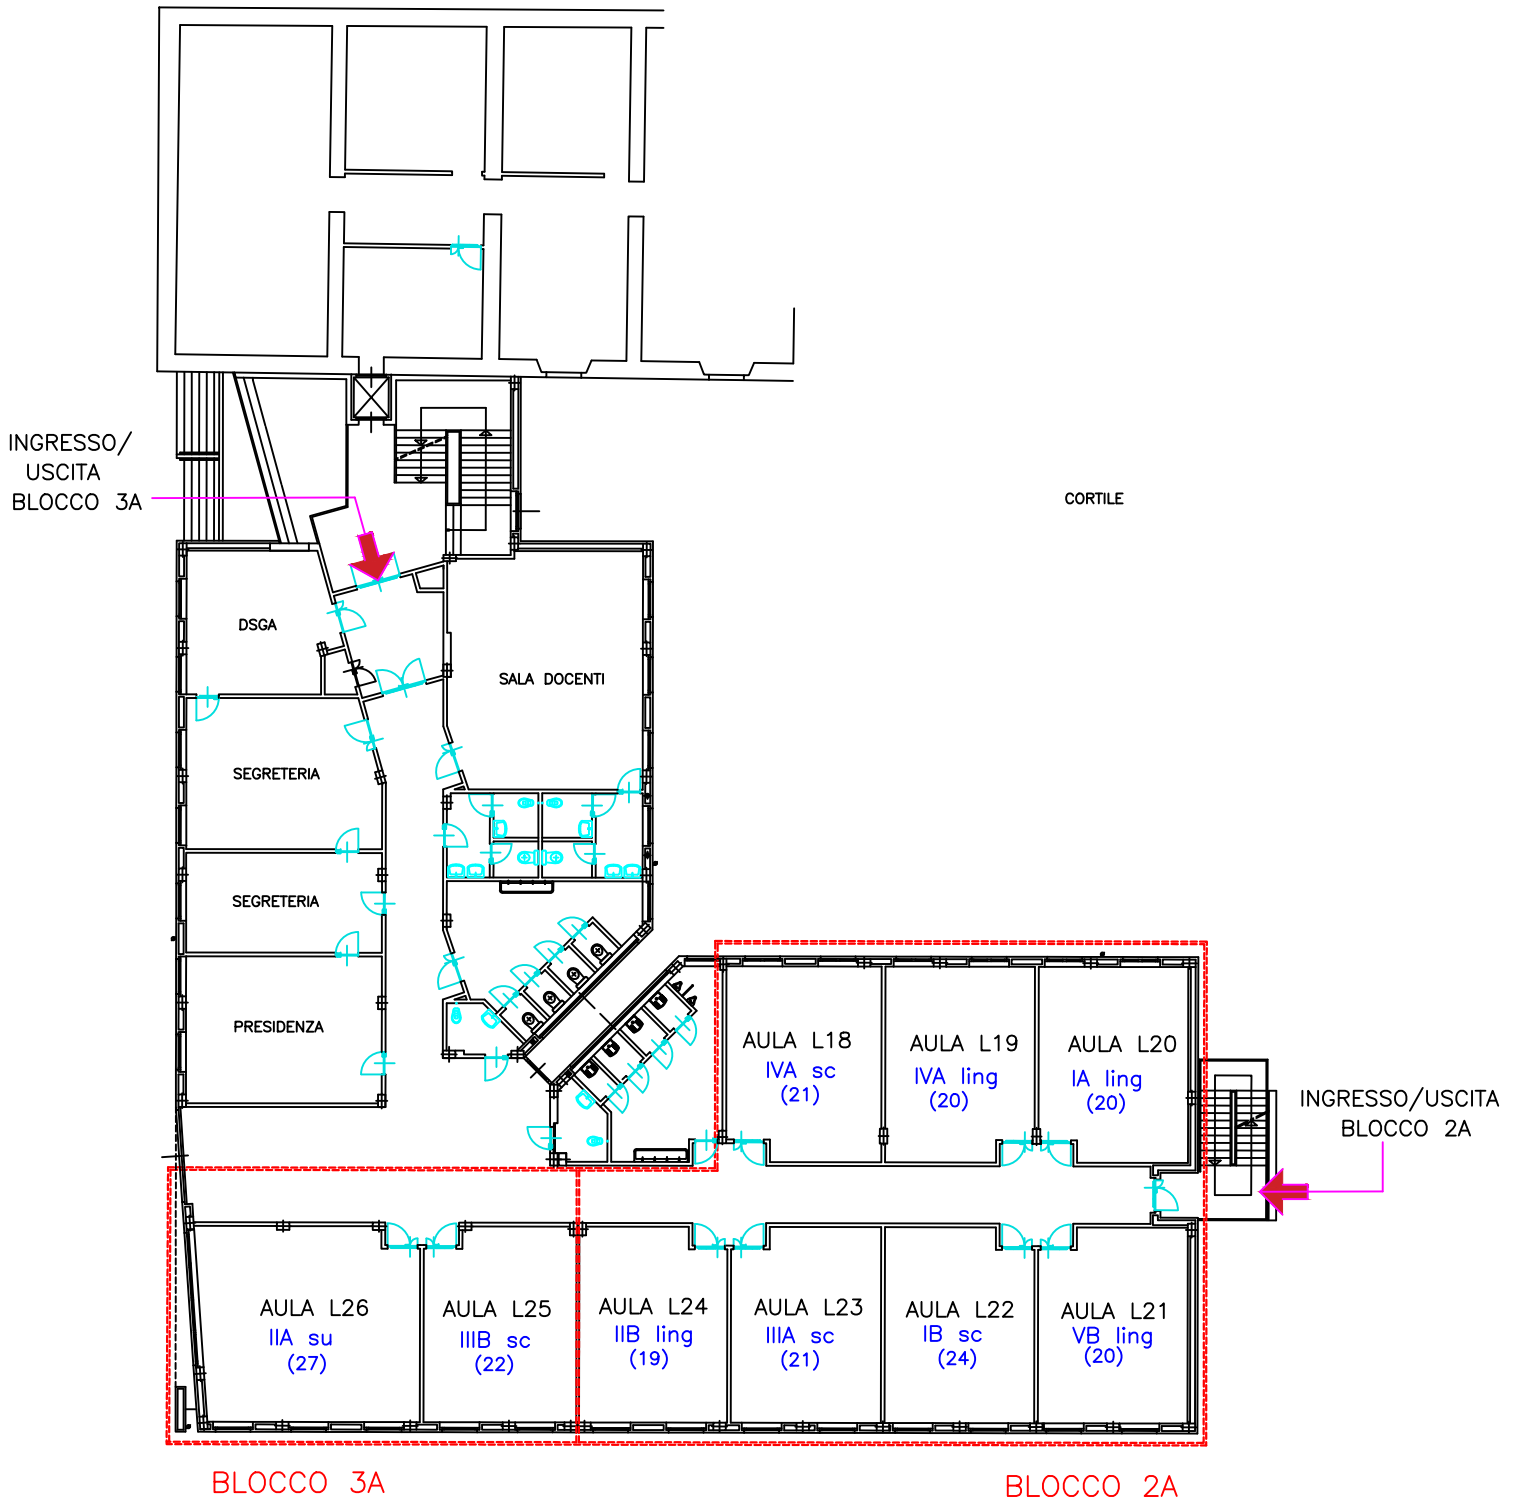 INGRESSO/
USCITA
BLOCCO 3A
CORTILE
DSGA
SALA DOCENTI
SEGRETERIA
SEGRETERIA
PRESIDENZA
AULA L18
IVA sc
(21)
AULA L19
IVA ling
(20)
AULA L20
IA ling
(20)
INGRESSO/USCITA
BLOCCO 2A
AULA L26
IIA su
(27)
AULA L25
IIIB sc
(22)
AULA L24
IIB ling
(19)
AULA L23
IIIA sc
(21)
AULA L22
IB sc
(24)
AULA L21
VB ling
(20)
BLOCCO 3A
BLOCCO 2A